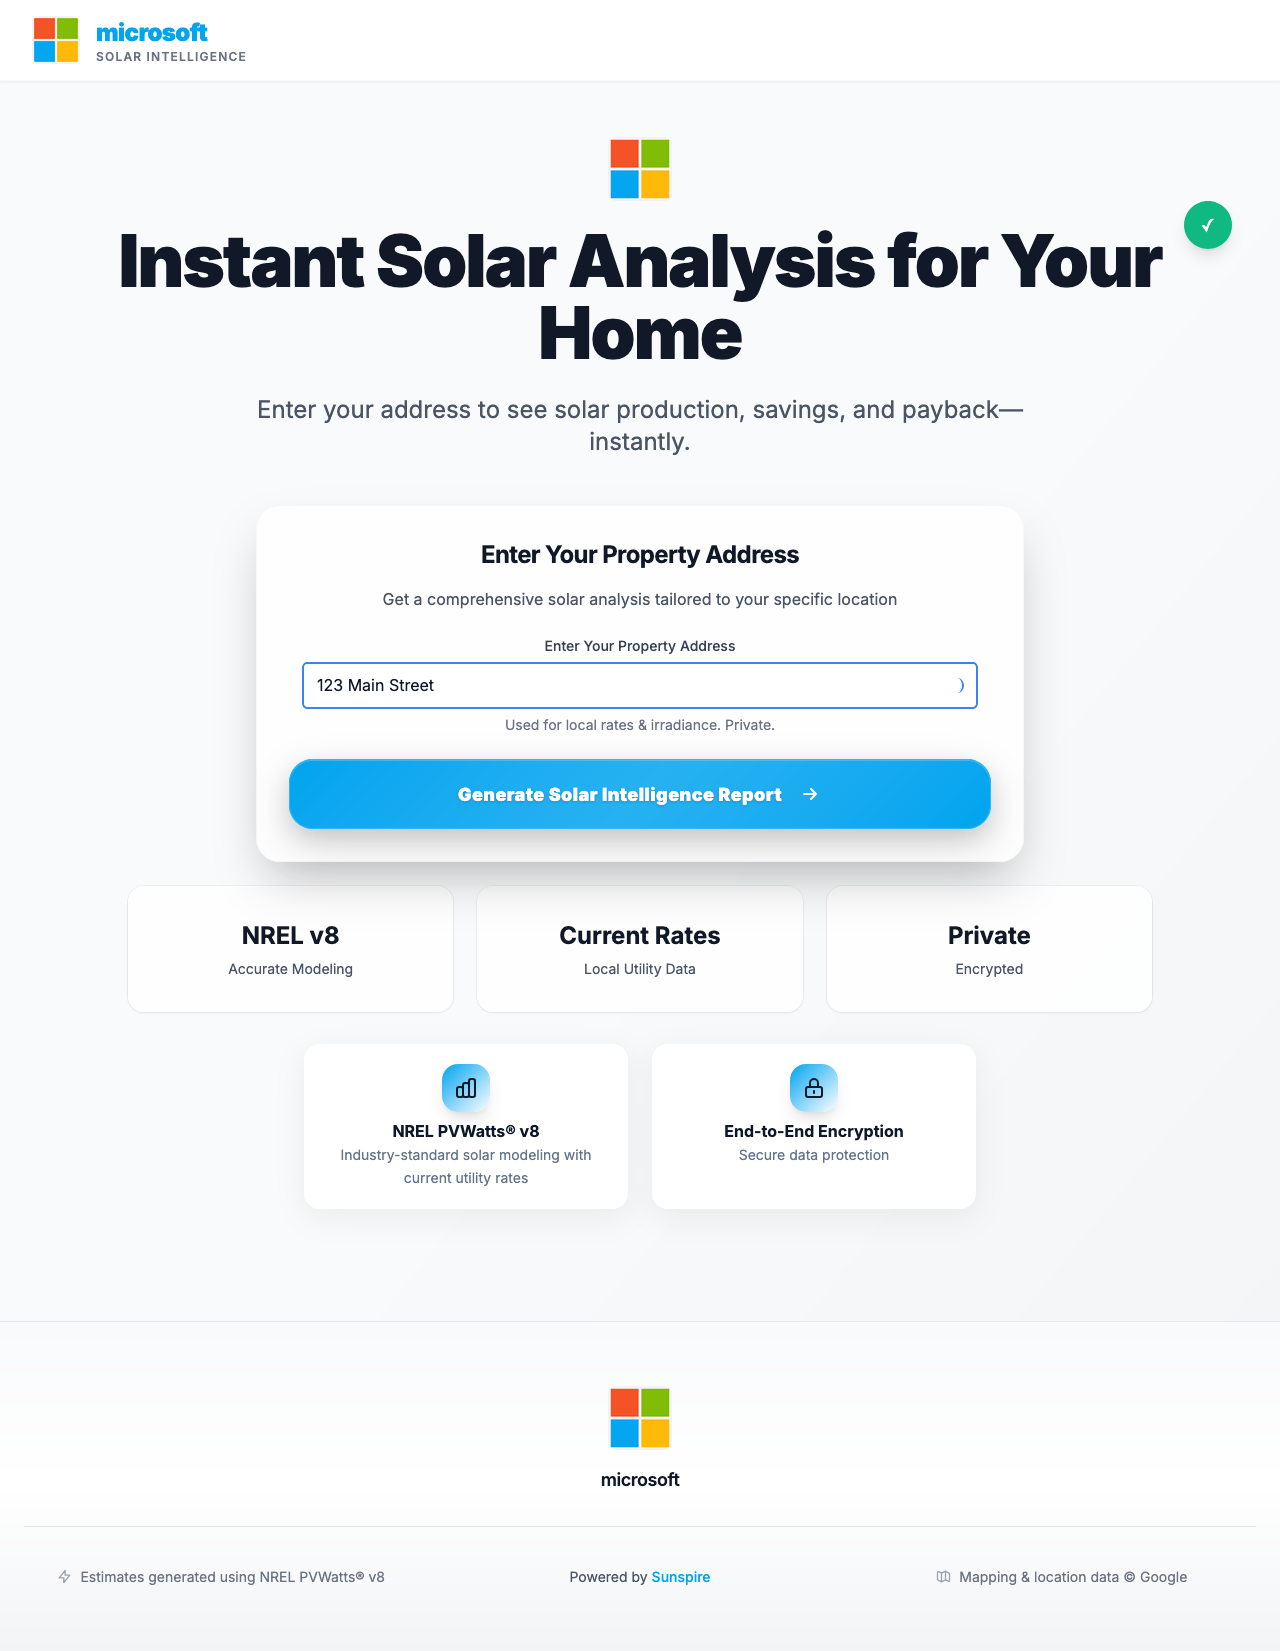 microsoft
SOLAR INTELLIGENCE
Instant Solar Analysis for Your
Home
Enter your address to see solar production, savings, and payback—
instantly.
Enter Your Property Address
Get a comprehensive solar analysis tailored to your specific location
Enter Your Property Address
123 Main Street
Used for local rates & irradiance. Private.
Generate Solar Intelligence Report →
NREL v8
Accurate Modeling
Current Rates
Local Utility Data
Private
Encrypted
NREL PVWatts® v8
Industry-standard solar modeling with
current utility rates
End-to-End Encryption
Secure data protection
microsoft
Estimates generated using NREL PVWatts® v8
Powered by Sunspire
Mapping & location data © Google